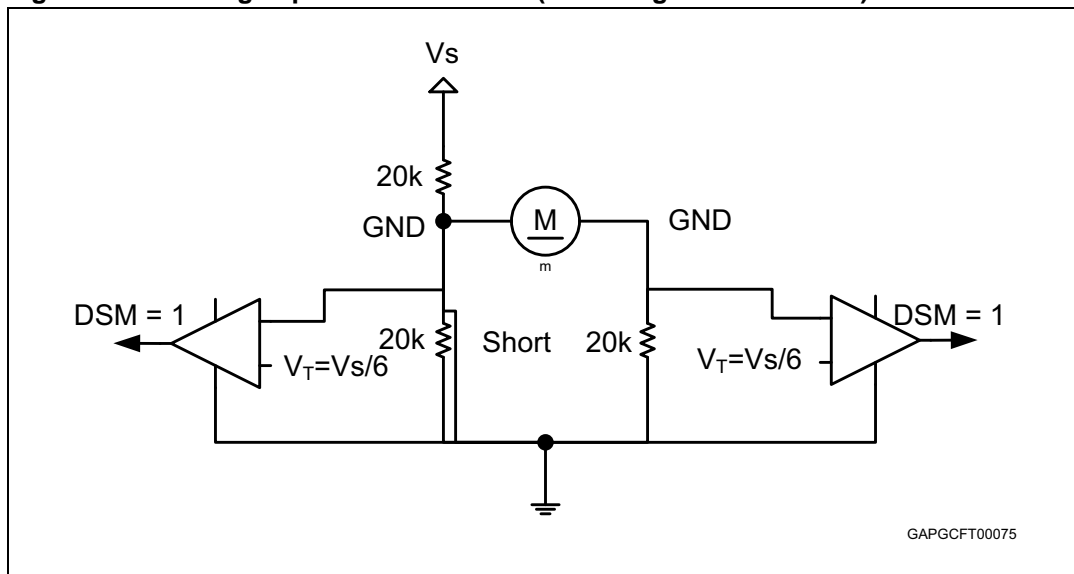 Vs
20k
GND
M
m
GND
DSM = 1
20k
V_T=Vs/6
Short
20k
V_T=Vs/6
DSM = 1
GAPGCFT00075